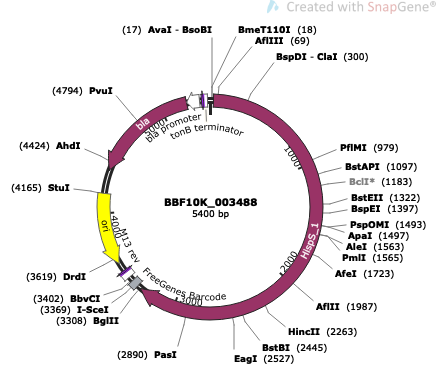 Created with SnapGene®
(17) AvaI - BsoBI
BmeT110I (18)
AflIII (69)
BspDI - ClaI (300)
(4794) PvuI
(4424) AhdI
(4165) StuI
(3619) DrdI
(3402) BbvCI
(3369) I-SceI
(3308) BglII
(2890) PasI
EagI (2527)
BstBI (2445)
HincII (2263)
AflII (1987)
AfeI (1723)
PmlI (1565)
AleI (1563)
ApaI (1497)
PspOMI (1493)
BspEI (1397)
BstEII (1322)
BclI* (1183)
BstAPI (1097)
PflMI (979)
BBF10K_003488
5400 bp
bla
bla promoter
tonB terminator
5000
1000
HispS_1
2000
3000
4000
ori
M13 rev
FreeGenes Barcode